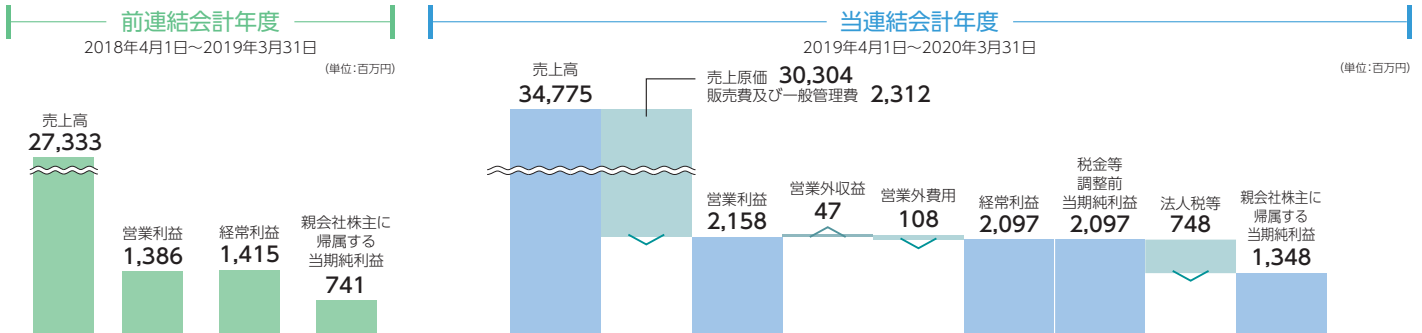 前連結会計年度
2018年4月1日～2019年3月31日
(単位:百万円)
売上高
27,333
営業利益
1,386
経常利益
1,415
親会社株主に
帰属する
当期純利益
741
当連結会計年度
2019年4月1日～2020年3月31日
(単位:百万円)
売上高
34,775
売上原価 30,304
販売費及び一般管理費 2,312
営業利益
2,158
営業外収益
47
営業外費用
108
経常利益
2,097
税金等
調整前
当期純利益
2,097
法人税等
748
親会社株主に
帰属する
当期純利益
1,348